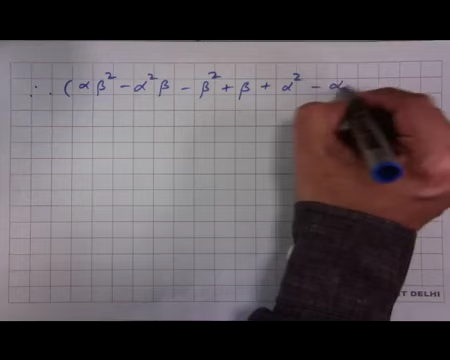 ∴ (αβ² - α²β - β² + β + α² - α
T DELHI